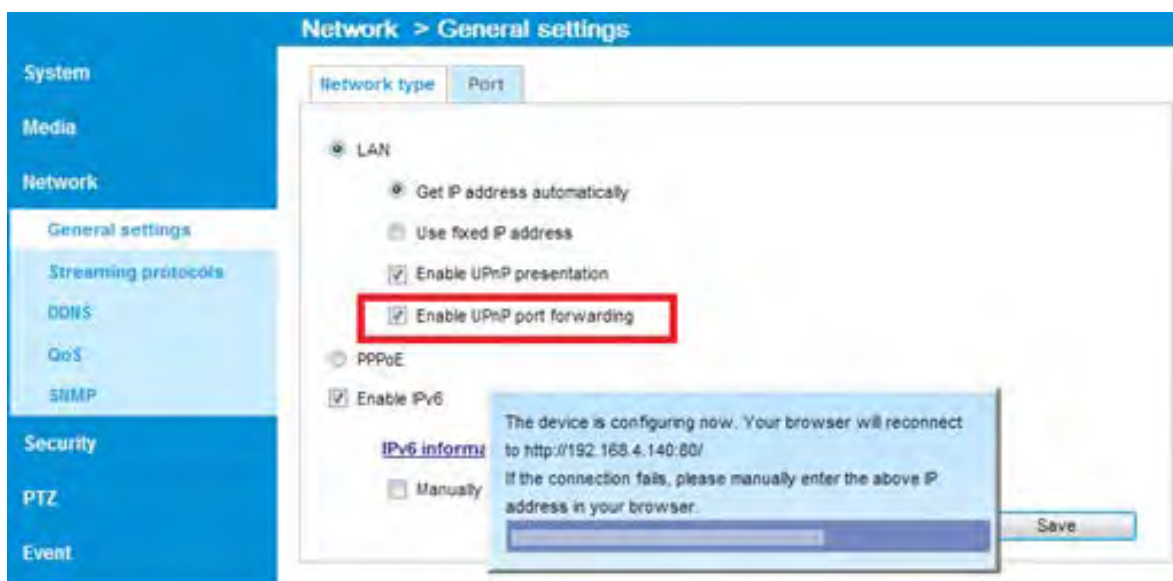 Network > General settings
System
Media
Network
General settings
Streaming protocols
DDNS
QoS
SNMP
Security
PTZ
Event
Network type
Port
LAN
Get IP address automatically
Use fixed IP address
Enable UPnP presentation
Enable UPnP port forwarding
PPPoE
Enable IPv6
IPv6 informa
Manually
The device is configuring now. Your browser will reconnect
to http://192.168.4.140:80/
If the connection fails, please manually enter the above IP
address in your browser.
Save